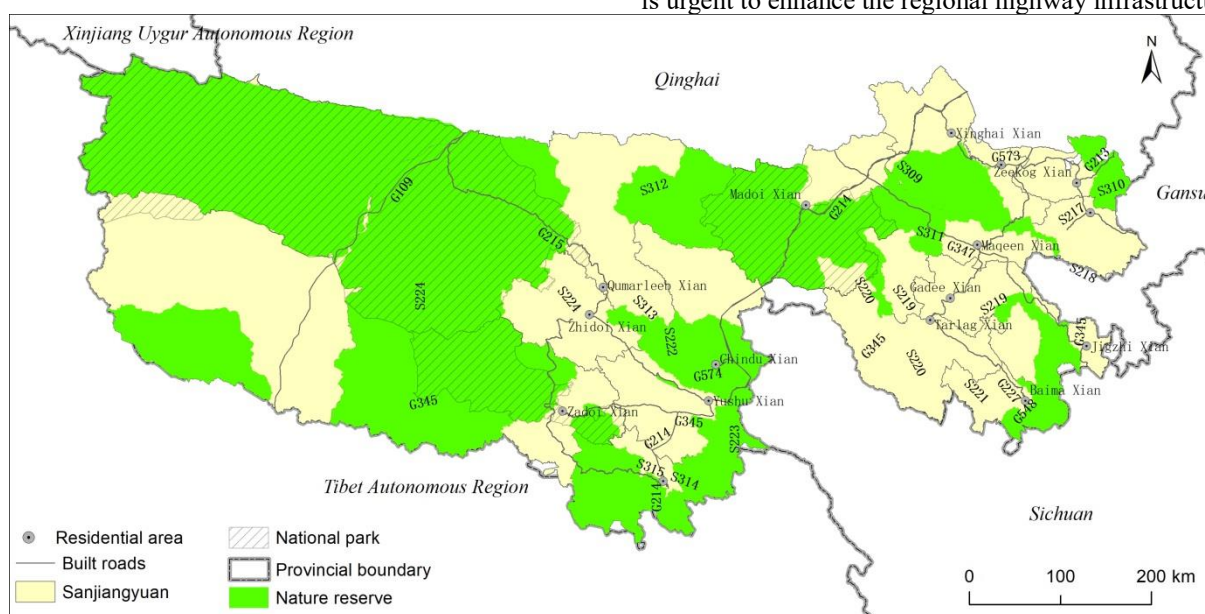 is urgent to enhance the regional highway infrastructu
Xinjiang Uygur Autonomous Region
Qinghai
N
Xinghai Xian
G573
G213
Zeekog Xian
S309
S310
S312
Gansu
Madoi Xian
G214
S217
G109
S311
Maqeen Xian
G347
G215
S218
Qumarleeb Xian
S220
S219
Gadee Xian
S219
S224
S224
S313
Zhidoi Xian
Tarlag Xian
S222
G345
G345
Jigzhi Xian
Chindu Xian
G574
S220
S221
G227
Baima Xian
G548
G345
Zadoi Xian
Yushu Xian
G345
G214
S223
S315
S314
G214
Tibet Autonomous Region
Sichuan
Residential area
National park
Built roads
Provincial boundary
Sanjiangyuan
Nature reserve
0 100 200 km